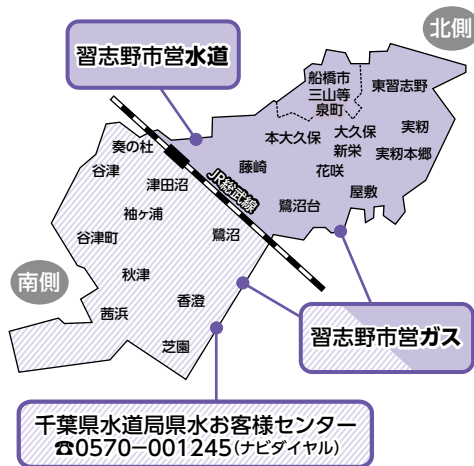 北側
習志野市営水道
船橋市
三山等
泉町
東習志野
本大久保
大久保
新栄
実籾
実籾本郷
花咲
屋敷
藤崎
鷺沼台
奏の杜
谷津
津田沼
JR総武線
袖ヶ浦
谷津町
鷺沼
南側
秋津
香澄
茜浜
芝園
習志野市営ガス
千葉県水道局県水お客様センター
☎0570−001245(ナビダイヤル)